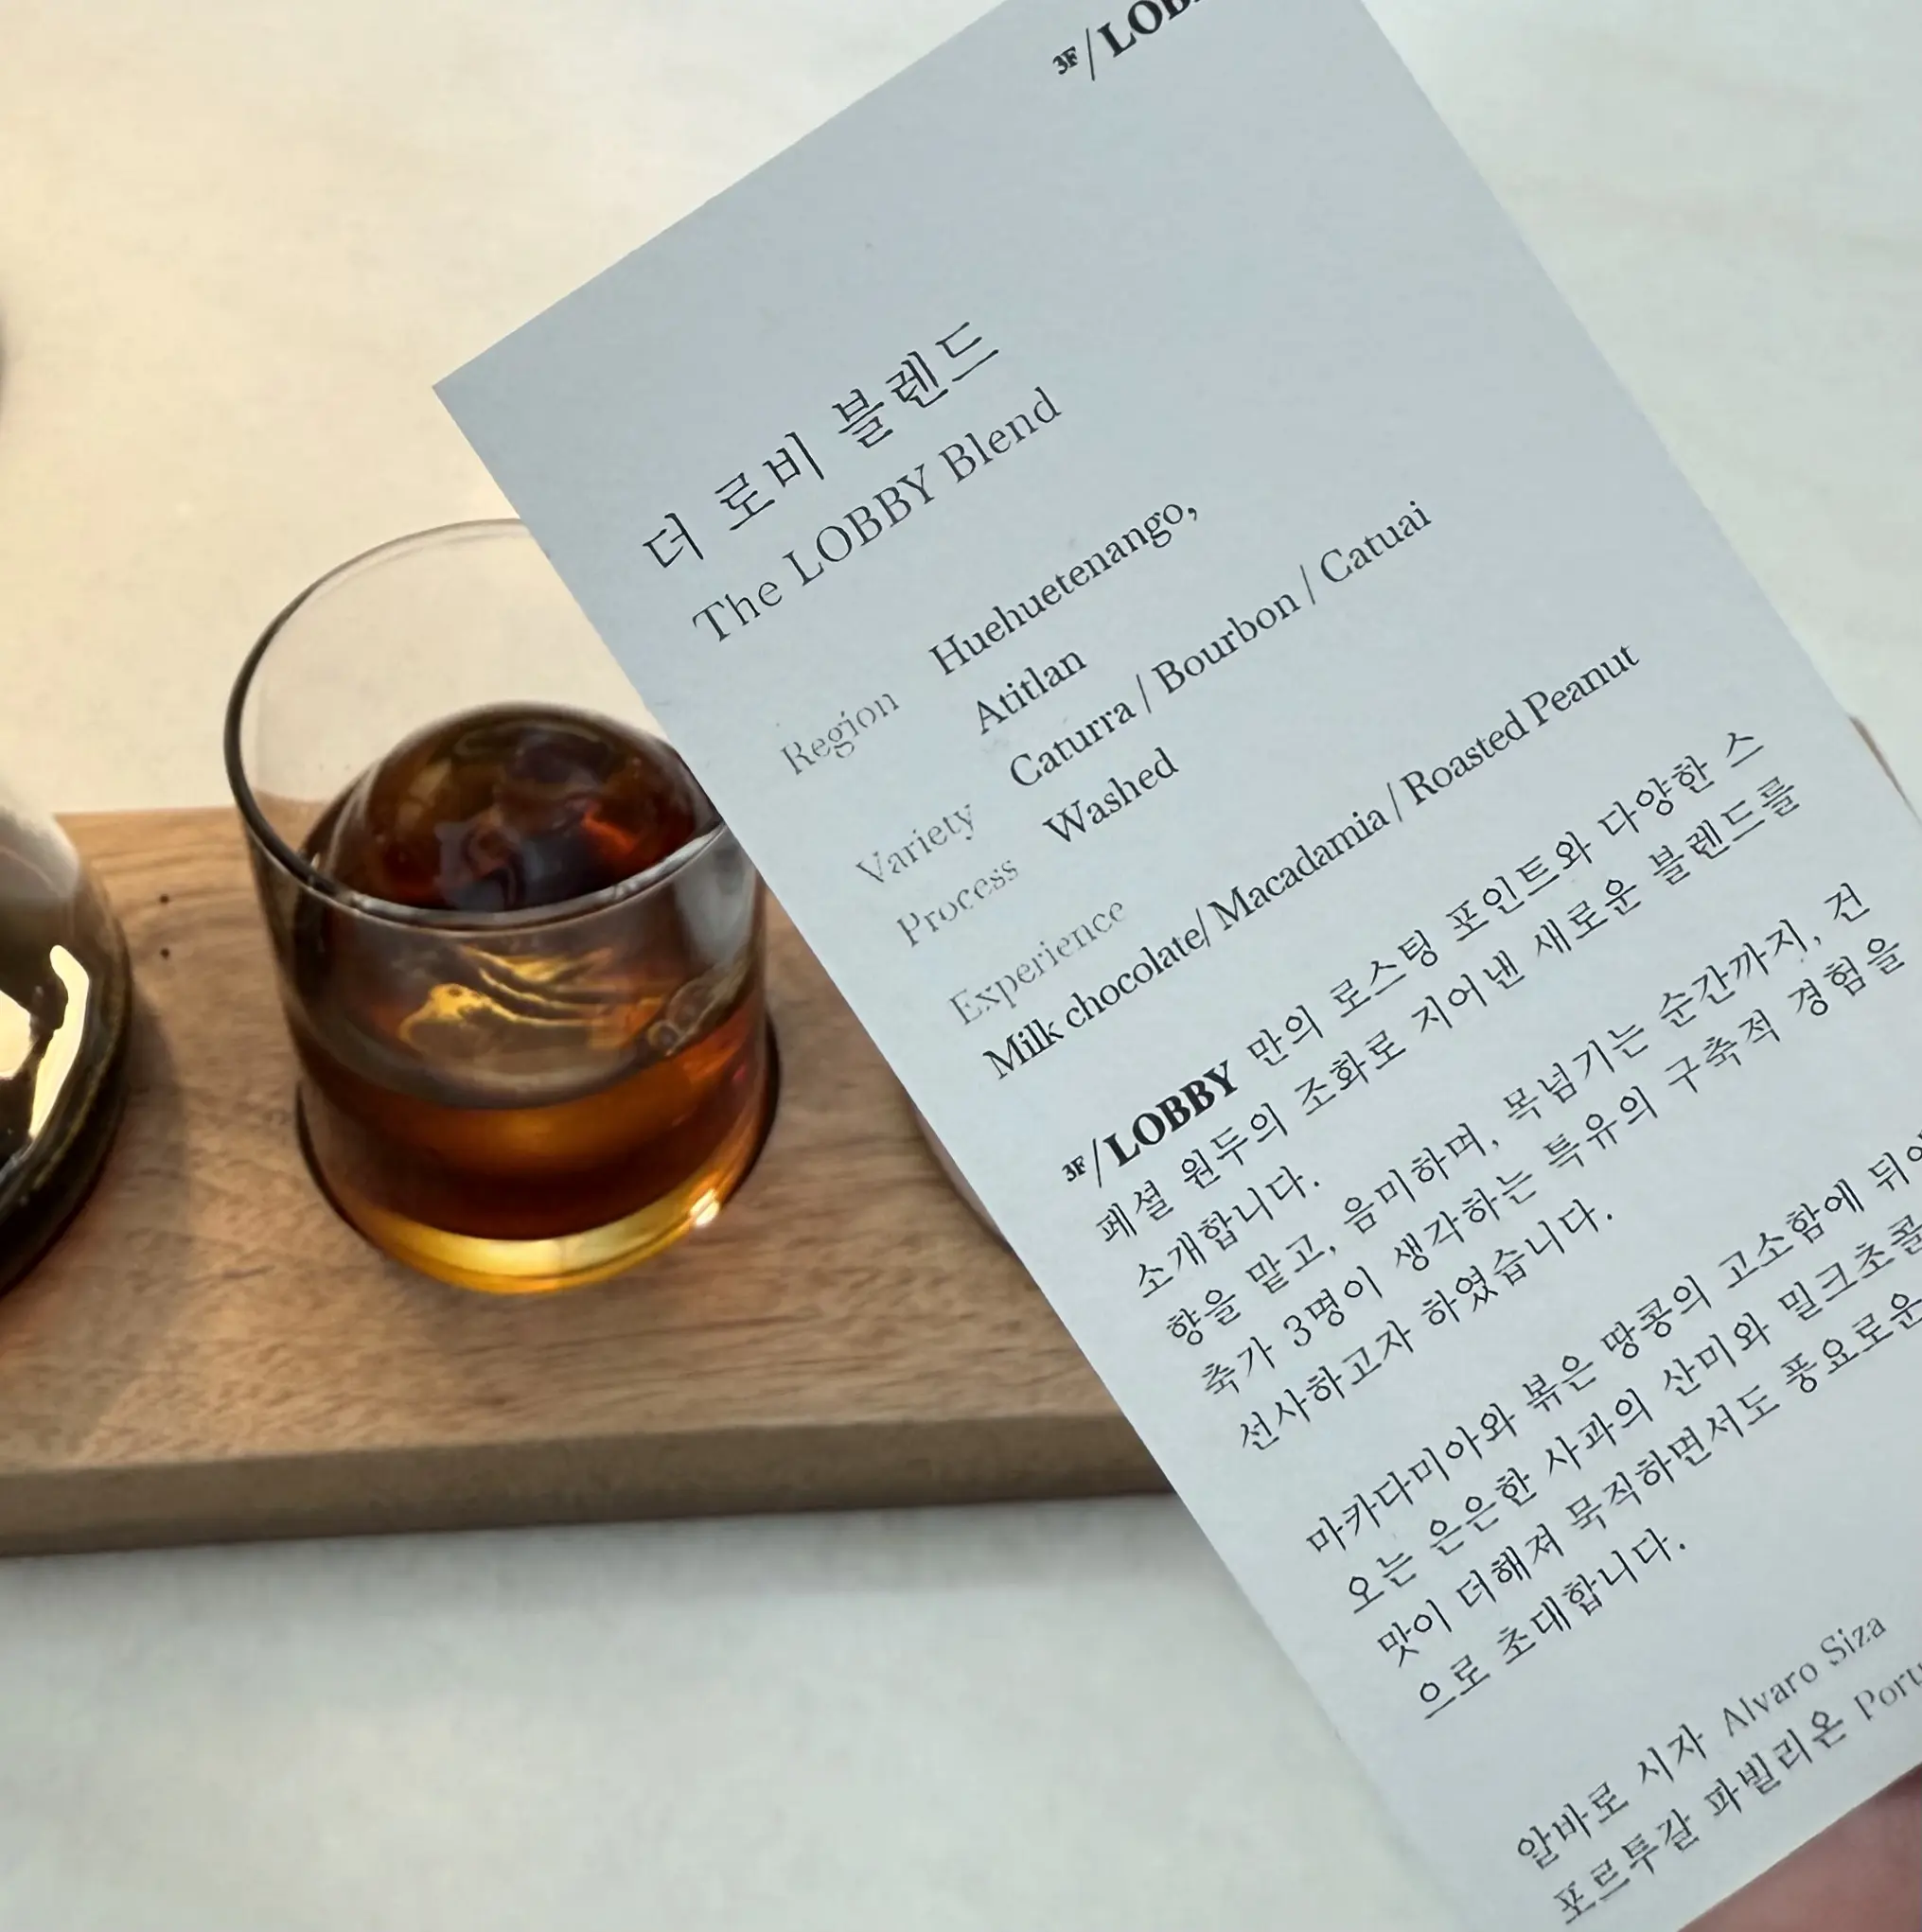 3F/LOB
더 로비 블렌드
The LOBBY Blend
Region Huehuetenango,
Atitlan
Variety Caturra / Bourbon / Catuai
Process Washed
Experience
Milk chocolate/ Macadamia / Roasted Peanut
3F/LOBBY 만의 로스팅 포인트와 다양한 스
페셜 원두의 조화로 지어낸 새로운 블렌드를
소개합니다.
향을 맡고, 음미하며, 목넘기는 순간까지, 건
축가 3명이 생각하는 특유의 구축적 경험을
선사하고자 하였습니다.
마카다미아와 볶은 땅콩의 고소함에 뒤
오는 은은한 사과의 산미와 밀크초콜
맛이 더해져 묵직하면서도 풍요로운
으로 초대합니다.
알바로 시자 Alvaro Siza
포르투갈 파빌리온 Portu